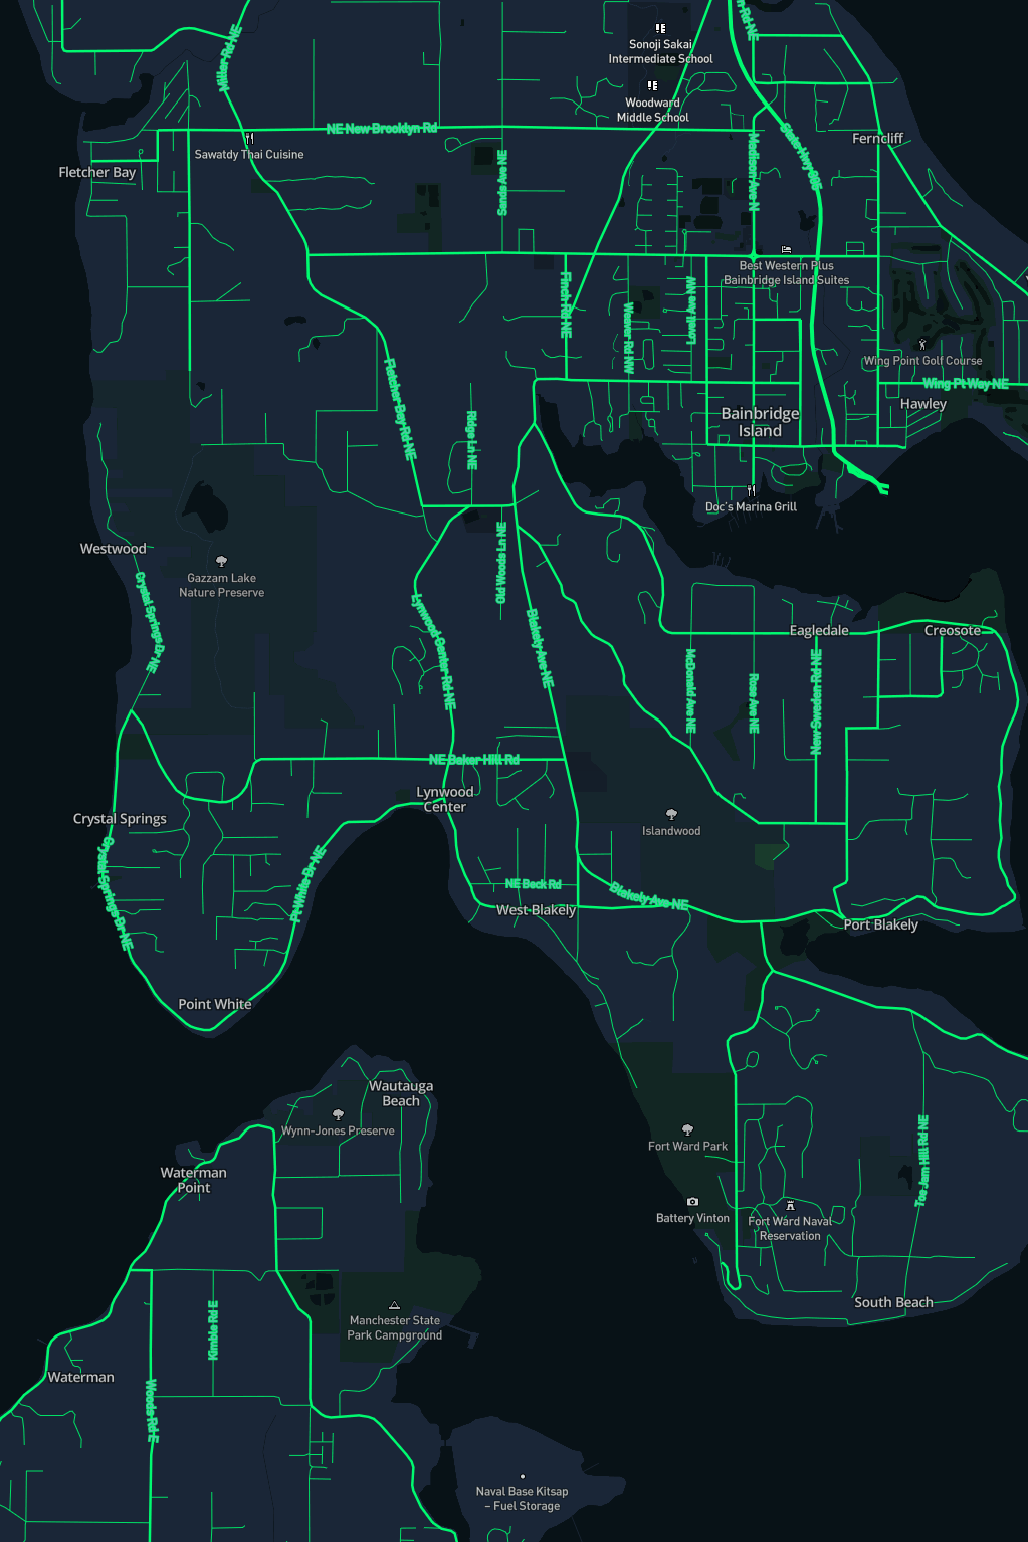 Miller Rd NE
Sonoji Sakai
Intermediate School
Woodward
Middle School
NE New Brooklyn Rd
Sawatdy Thai Cuisine
Fletcher Bay
Sands Ave NE
Madison Ave N
State Hwy 305
Ferncliff
Best Western Plus
Bainbridge Island Suites
Finch Rd NE
Weaver Rd NW
Lovell Ave NW
Wing Point Golf Course
Wing Pt Way NE
Hawley
Fletcher Bay Rd NE
Ridge Ln NE
Bainbridge
Island
Doc's Marina Grill
Westwood
Gazzam Lake
Nature Preserve
Old Woods Ln NE
Crystal Springs Dr NE
Lynwood Center Rd NE
Blakely Ave NE
Eagledale
Creosote
McDonald Ave NE
Rose Ave NE
New Sweden Rd NE
NE Baker Hill Rd
Lynwood
Center
Crystal Springs
Islandwood
Crystal Springs Dr NE
Pt White Dr NE
NE Beck Rd
Blakely Ave NE
West Blakely
Port Blakely
Point White
Wautauga
Beach
Wynn-Jones Preserve
Fort Ward Park
Toe Jam Hill Rd NE
Waterman
Point
Battery Vinton
Fort Ward Naval
Reservation
South Beach
Manchester State
Park Campground
Kimble Rd E
Waterman
Woods Rd E
Naval Base Kitsap
- Fuel Storage